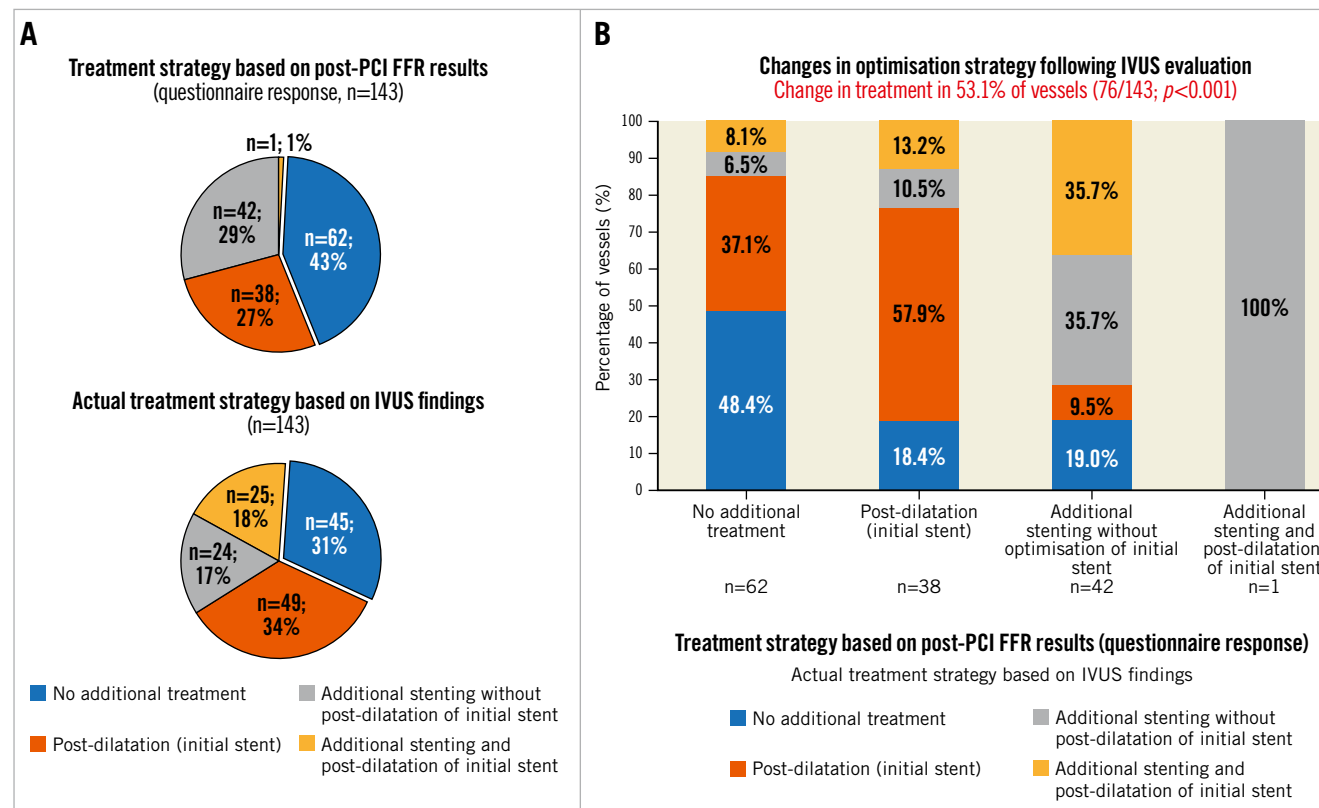 A
Treatment strategy based on post-PCI FFR results
(questionnaire response, n=143)
n=1; 1%
n=42;
29%
n=62;
43%
n=38;
27%
Actual treatment strategy based on IVUS findings
(n=143)
n=25;
18%
n=45;
31%
n=24;
17%
n=49;
34%
No additional treatment
Additional stenting without
post-dilatation of initial stent
Post-dilatation (initial stent)
Additional stenting and
post-dilatation of initial stent
B
Changes in optimisation strategy following IVUS evaluation
Change in treatment in 53.1% of vessels (76/143; p<0.001)
Percentage of vessels (%)
100
90
80
70
60
50
40
30
20
10
0
8.1%
6.5%
37.1%
48.4%
13.2%
10.5%
57.9%
18.4%
35.7%
35.7%
9.5%
19.0%
100%
No additional
treatment
n=62
Post-dilatation
(initial stent)
n=38
Additional
stenting without
optimisation of initial
stent
n=42
Additional
stenting and
post-dilatation
of initial stent
n=1
Treatment strategy based on post-PCI FFR results (questionnaire response)
Actual treatment strategy based on IVUS findings
No additional treatment
Additional stenting without
post-dilatation of initial stent
Post-dilatation (initial stent)
Additional stenting and
post-dilatation of initial stent